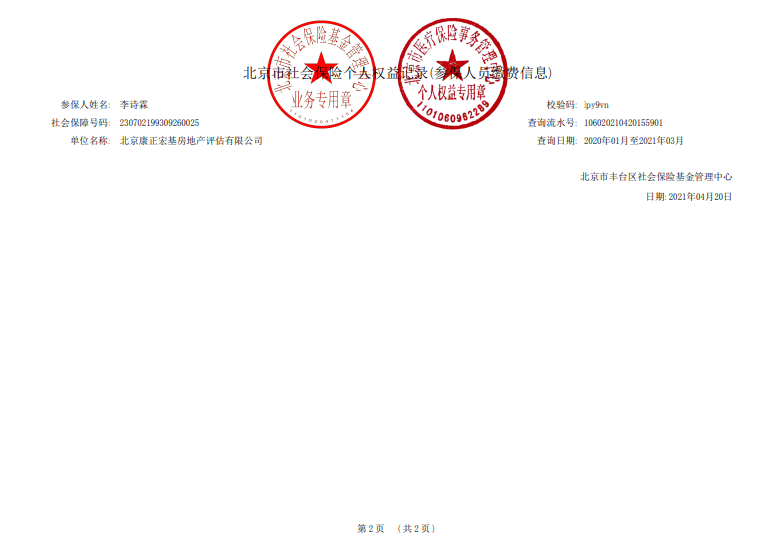 北京市社会保险基金管理中心
业务专用章
北京市医疗保险事务管理中心
个人权益专用章
1101060962289
北京市社会保险个人权益记录(参保人员缴费信息)
参保人姓名: 李诗霖
校验码: lpy9vn
社会保障号码: 230702199309260025
查询流水号: 106020210420155901
单位名称: 北京康正宏基房地产评估有限公司
查询日期: 2020年01月至2021年03月
北京市丰台区社会保险基金管理中心
日期:2021年04月20日
第 2 页 （共 2 页）